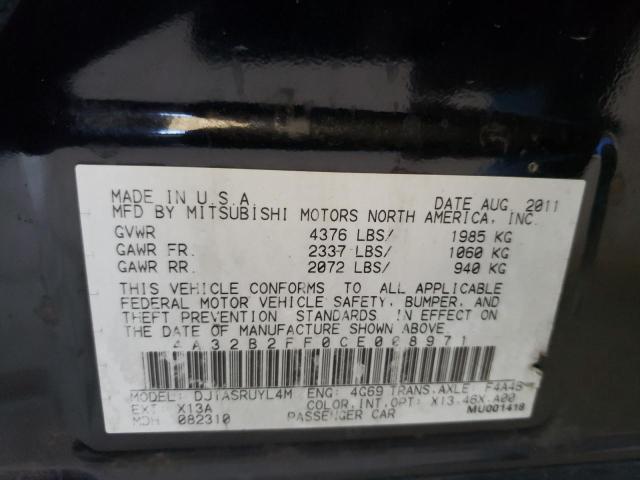 MADE IN U.S.A. DATE AUG. 2011
MFD BY MITSUBISHI MOTORS NORTH AMERICA, INC.
GVWR 4376 LBS/ 1985 KG
GAWR FR. 2337 LBS/ 1060 KG
GAWR RR. 2072 LBS/ 940 KG
THIS VEHICLE CONFORMS TO ALL APPLICABLE
FEDERAL MOTOR VEHICLE SAFETY, BUMPER, AND
THEFT PREVENTION STANDARDS IN EFFECT ON
THE DATE OF MANUFACTURE SHOWN ABOVE.
4A32B2FF0CE008971
MODEL: DJ1ASRUYL4M ENG: 4G69 TRANS.AXLE F4A4B
EXT: X13A COLOR,INT,OPT: X13.46X.A00
MDH 082310 PASSENGER CAR MU001418